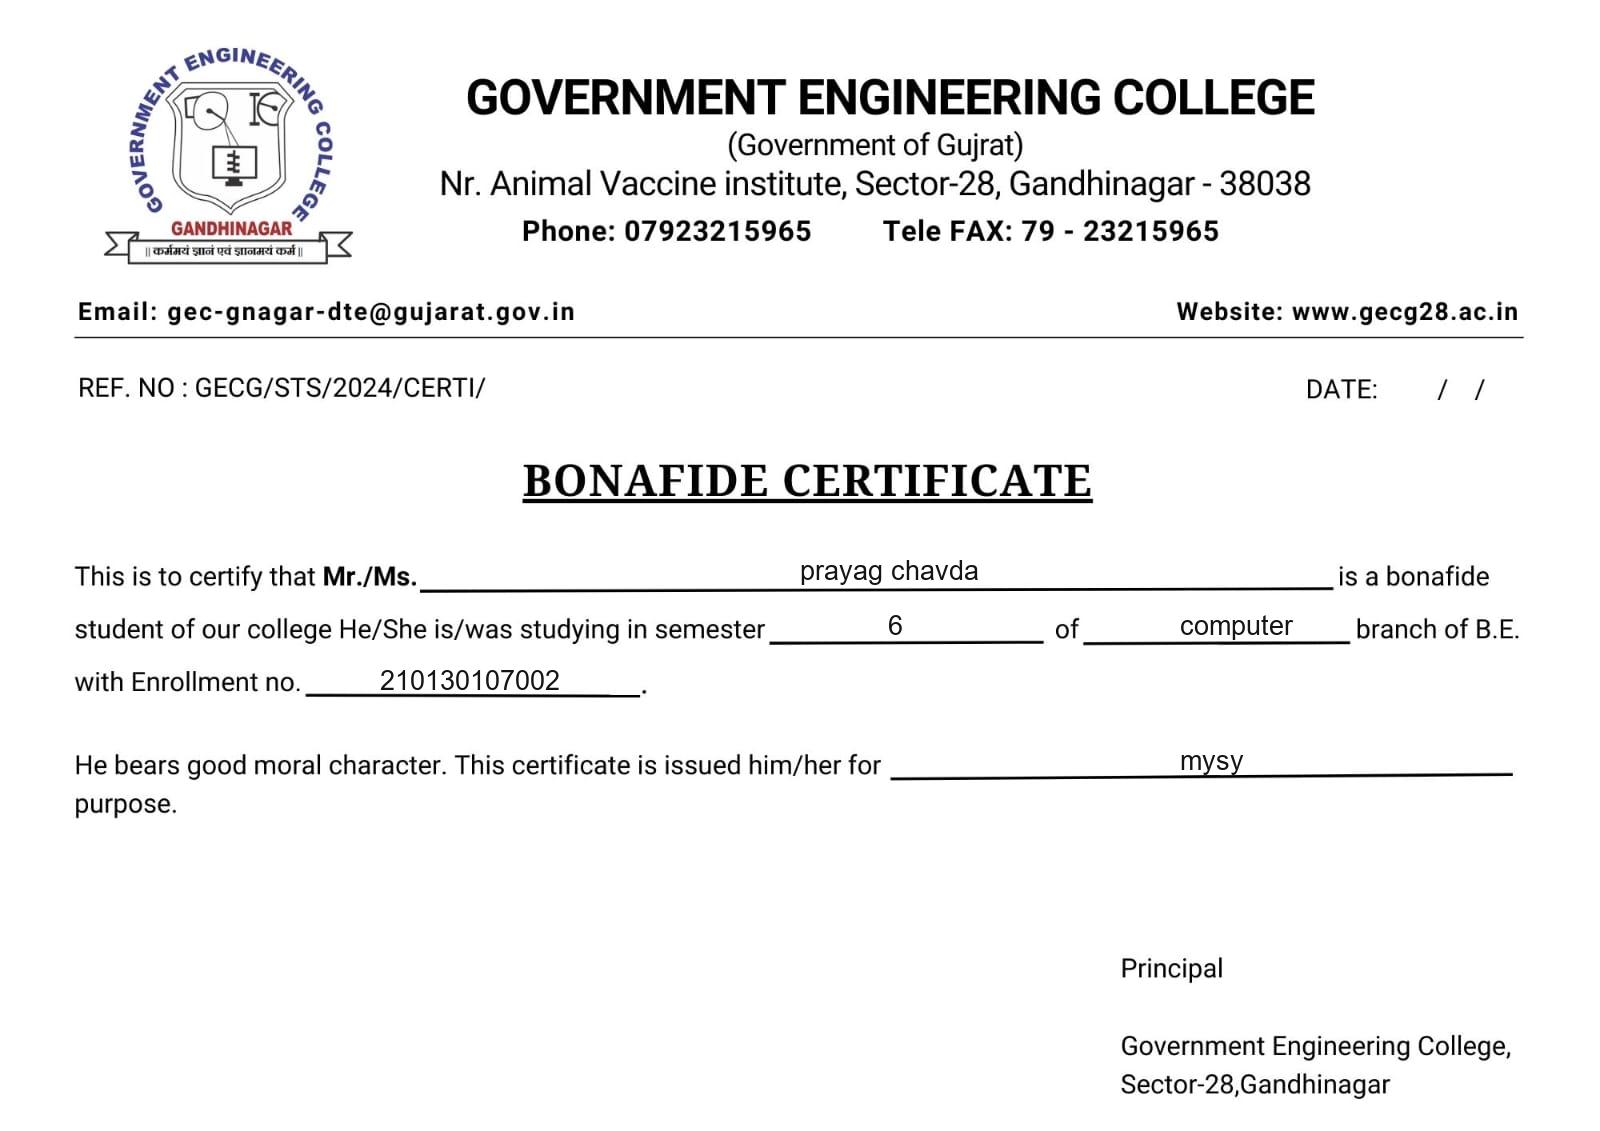 GOVERNMENT ENGINEERING COLLEGE
GANDHINAGAR
|| कर्ममयं ज्ञानं एवं ज्ञानमयं कर्म ||
GOVERNMENT ENGINEERING COLLEGE
(Government of Gujrat)
Nr. Animal Vaccine institute, Sector-28, Gandhinagar - 38038
Phone: 07923215965 Tele FAX: 79 - 23215965
Email: gec-gnagar-dte@gujarat.gov.in Website: www.gecg28.ac.in
REF. NO : GECG/STS/2024/CERTI/ DATE: / /
BONAFIDE CERTIFICATE
This is to certify that Mr./Ms. prayag chavda is a bonafide
student of our college He/She is/was studying in semester 6 of computer branch of B.E.
with Enrollment no. 210130107002 .
He bears good moral character. This certificate is issued him/her for mysy
purpose.
Principal
Government Engineering College,
Sector-28,Gandhinagar